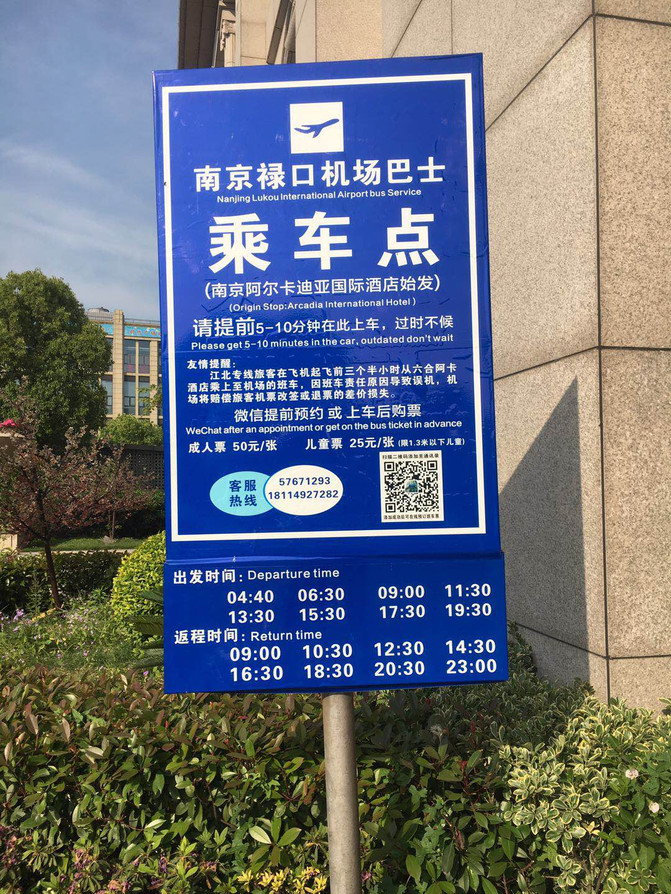 南京禄口机场巴士
Nanjing Lukou International Airport bus Service
乘车点
(南京阿尔卡迪亚国际酒店始发)
(Origin Stop:Arcadia International Hotel )
请提前5-10分钟在此上车，过时不候
Please get 5-10 minutes in the car, outdated don't wait
友情提醒：
江北专线旅客在飞机起飞前三个半小时从六合阿卡
酒店乘上至机场的班车，因班车责任原因导致误机，机
场将赔偿旅客机票改签或退票的差价损失。
微信提前预约 或 上车后购票
WeChat after an appointment or get on the bus ticket in advance
成人票 50元/张 儿童票 25元/张 (限1.3米以下儿童)
扫描二维码添加至通讯录
客服
热线
57671293
18114927282
出发时间：Departure time
04:40 06:30 09:00 11:30
13:30 15:30 17:30 19:30
返程时间：Return time
09:00 10:30 12:30 14:30
16:30 18:30 20:30 23:00